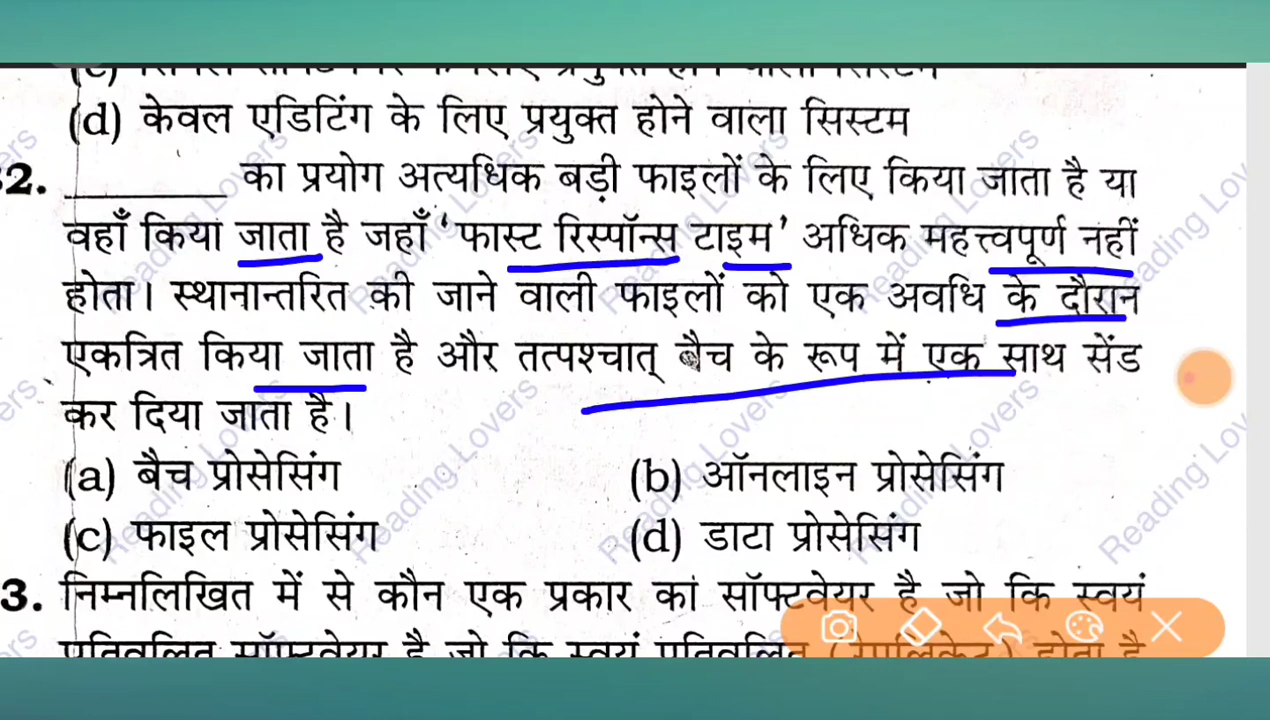 (d) केवल एडिटिंग के लिए प्रयुक्त होने वाला सिस्टम
2. ________ का प्रयोग अत्यधिक बड़ी फाइलों के लिए किया जाता है या
वहाँ किया जाता है जहाँ 'फास्ट रिस्पॉन्स टाइम' अधिक महत्त्वपूर्ण नहीं
होता। स्थानान्तरित की जाने वाली फाइलों को एक अवधि के दौरान
एकत्रित किया जाता है और तत्पश्चात् बैच के रूप में एक साथ सेंड
कर दिया जाता है।
(a) बैच प्रोसेसिंग (b) ऑनलाइन प्रोसेसिंग
(c) फाइल प्रोसेसिंग (d) डाटा प्रोसेसिंग
3. निम्नलिखित में से कौन एक प्रकार का सॉफ्टवेयर है जो कि स्वयं
Reading Lovers